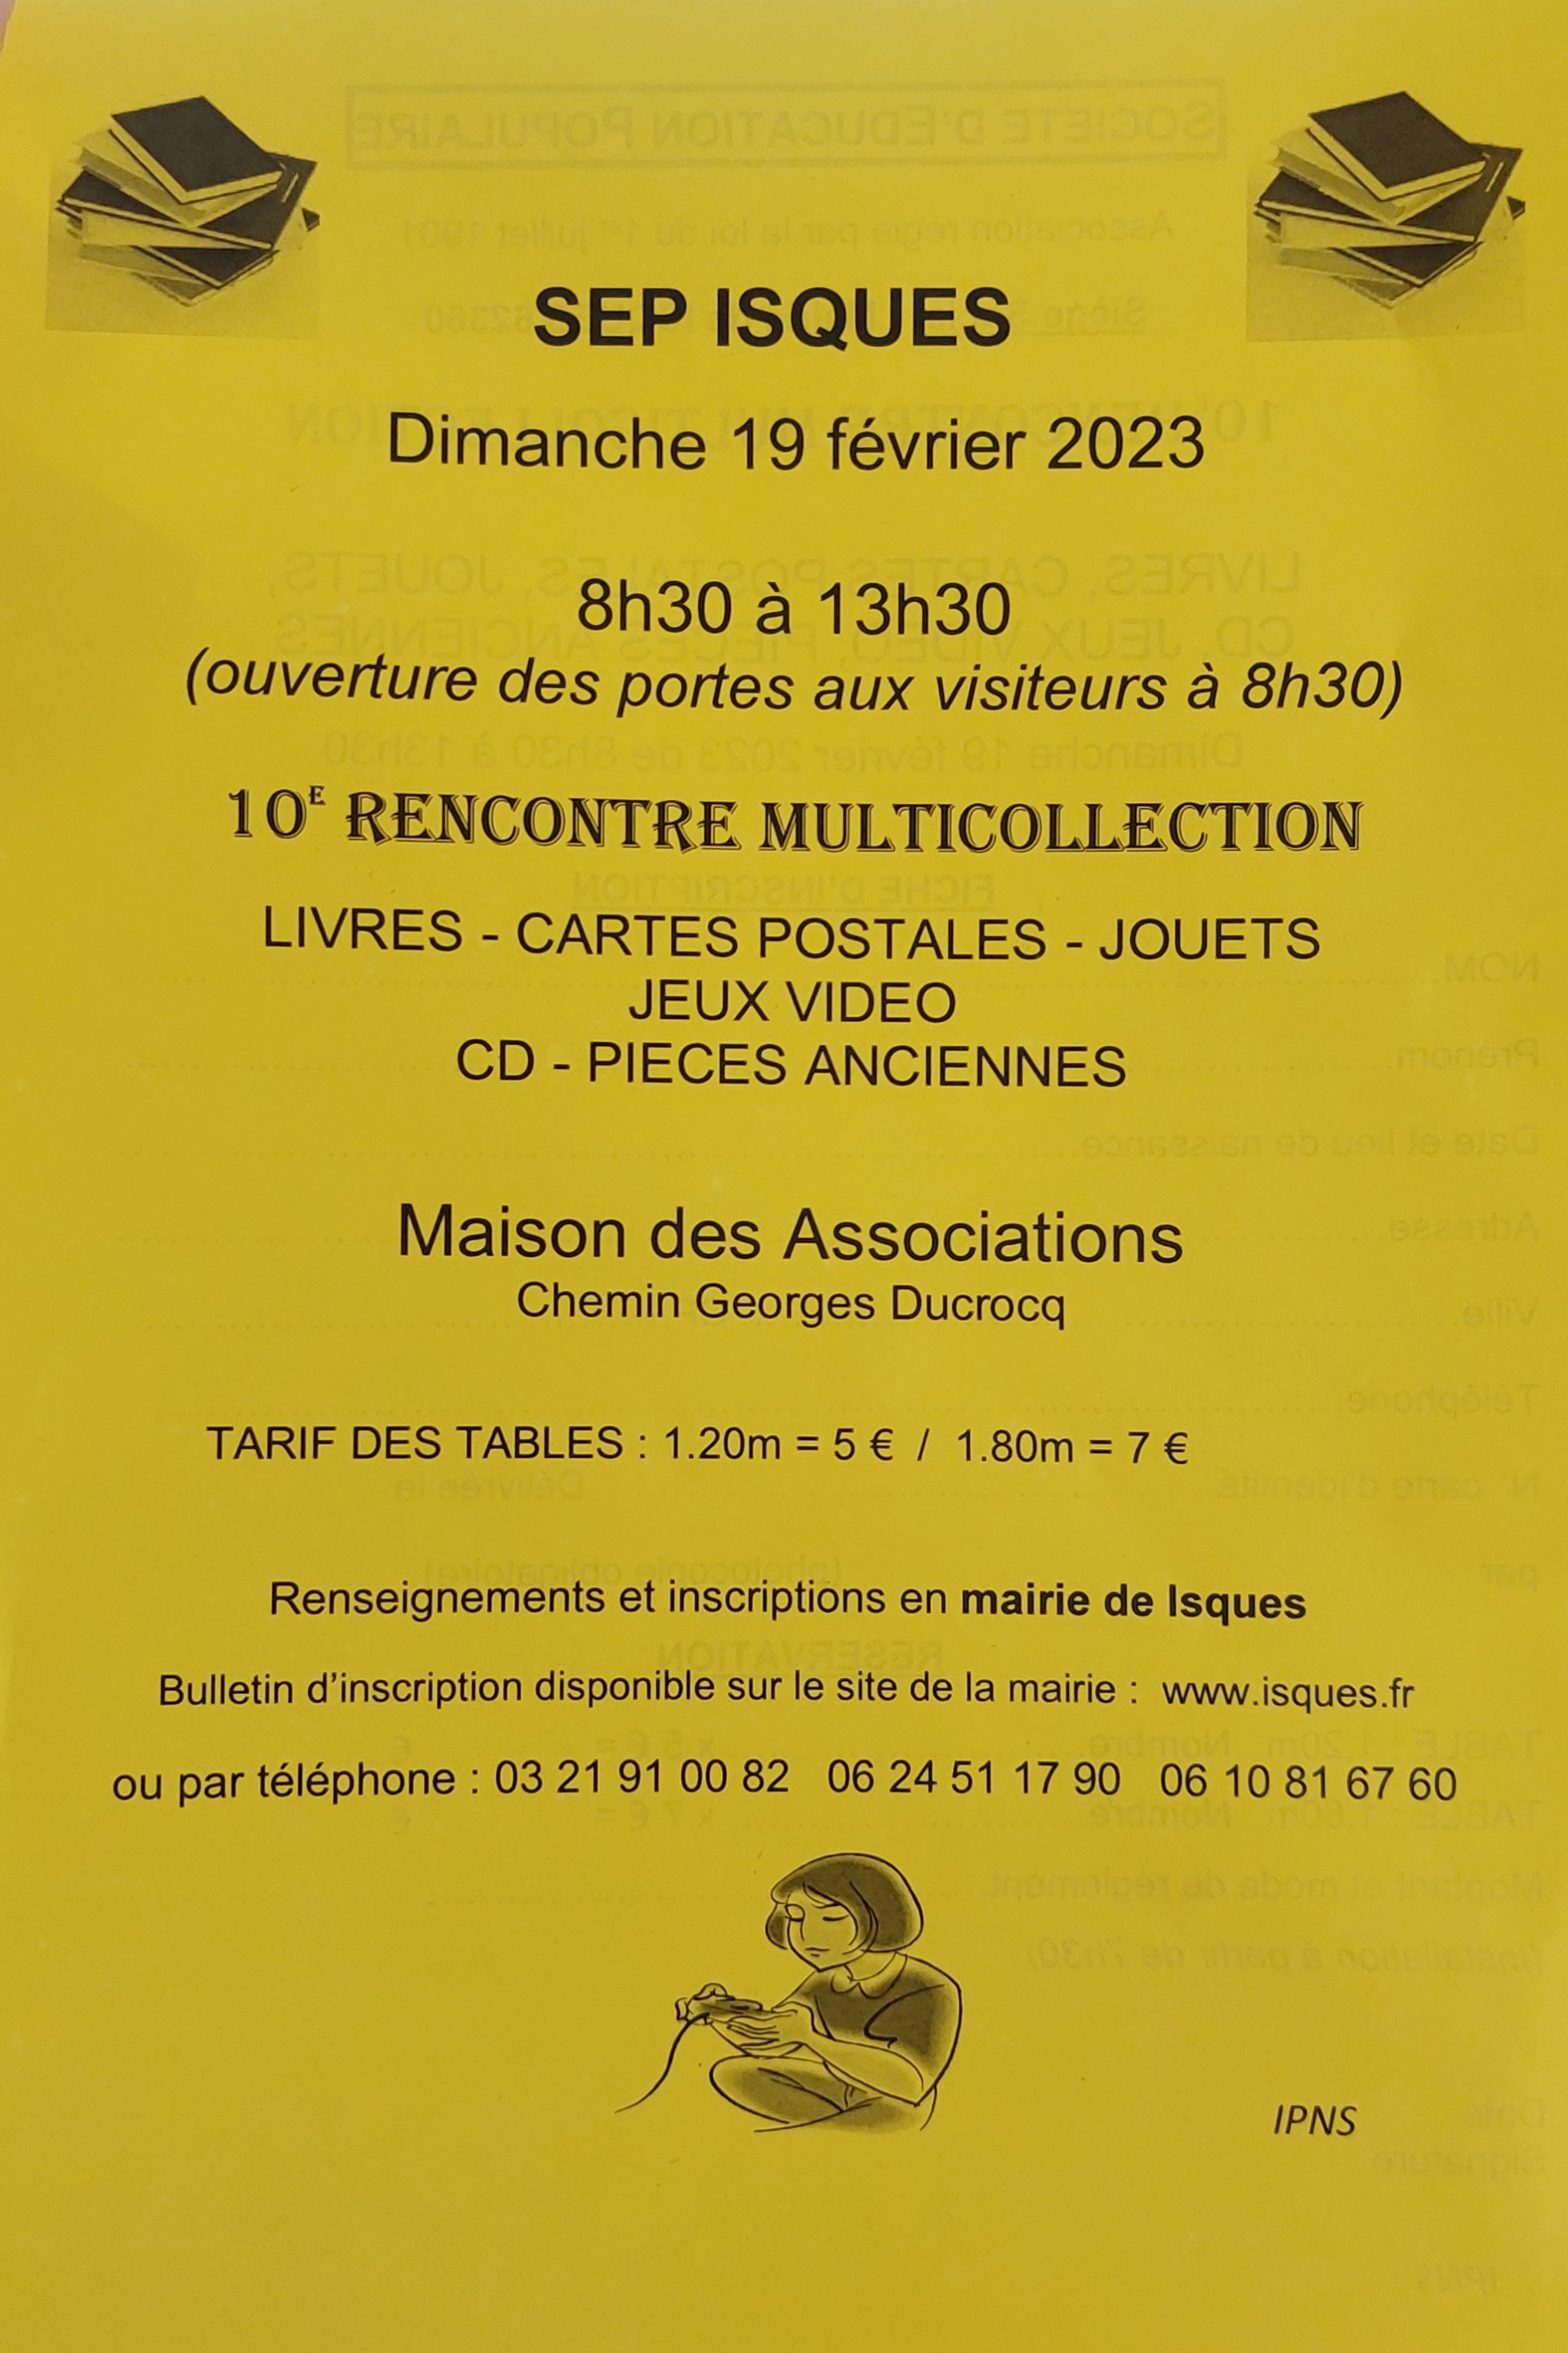 SEP ISQUES
Dimanche 19 février 2023
8h30 à 13h30
(ouverture des portes aux visiteurs à 8h30)
10E RENCONTRE MULTICOLLECTION
LIVRES - CARTES POSTALES - JOUETS
JEUX VIDEO
CD - PIECES ANCIENNES
Maison des Associations
Chemin Georges Ducrocq
TARIF DES TABLES : 1.20m = 5 € / 1.80m = 7 €
Renseignements et inscriptions en mairie de Isques
Bulletin d'inscription disponible sur le site de la mairie : www.isques.fr
ou par téléphone : 03 21 91 00 82 06 24 51 17 90 06 10 81 67 60
IPNS